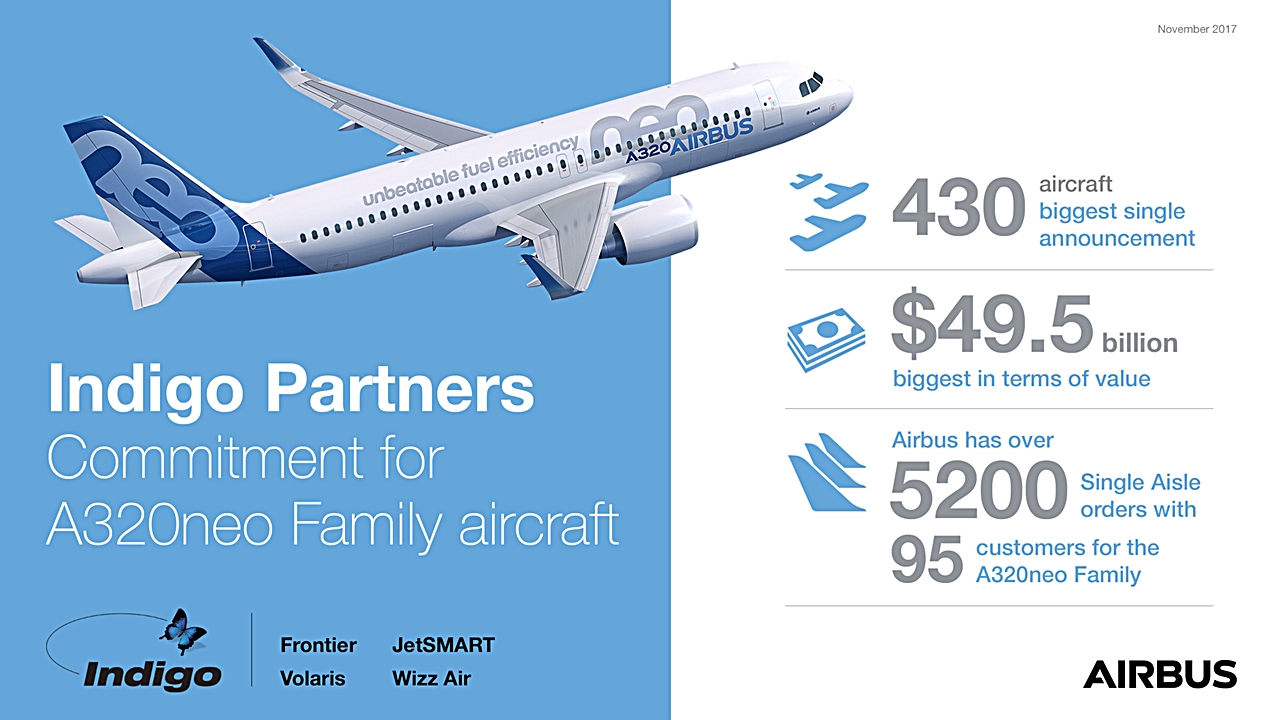 November 2017
unbeatable fuel efficiency
neo
A320 AIRBUS
Indigo Partners
Commitment for
A320neo Family aircraft
Indigo
Frontier
JetSMART
Volaris
Wizz Air
430
aircraft
biggest single
announcement
$49.5 billion
biggest in terms of value
Airbus has over
5200
Single Aisle
orders with
95
customers for the
A320neo Family
AIRBUS